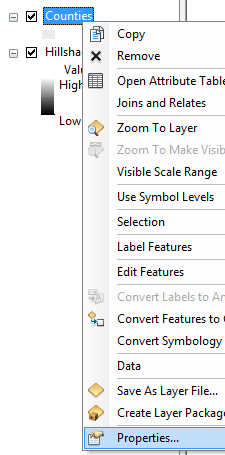 Counties
Hillsha
Valu
High
Low
Copy
Remove
Open Attribute Table
Joins and Relates
Zoom To Layer
Zoom To Make Visib
Visible Scale Range
Use Symbol Levels
Selection
Label Features
Edit Features
Convert Labels to An
Convert Features to G
Convert Symbology
Data
Save As Layer File...
Create Layer Package
Properties...